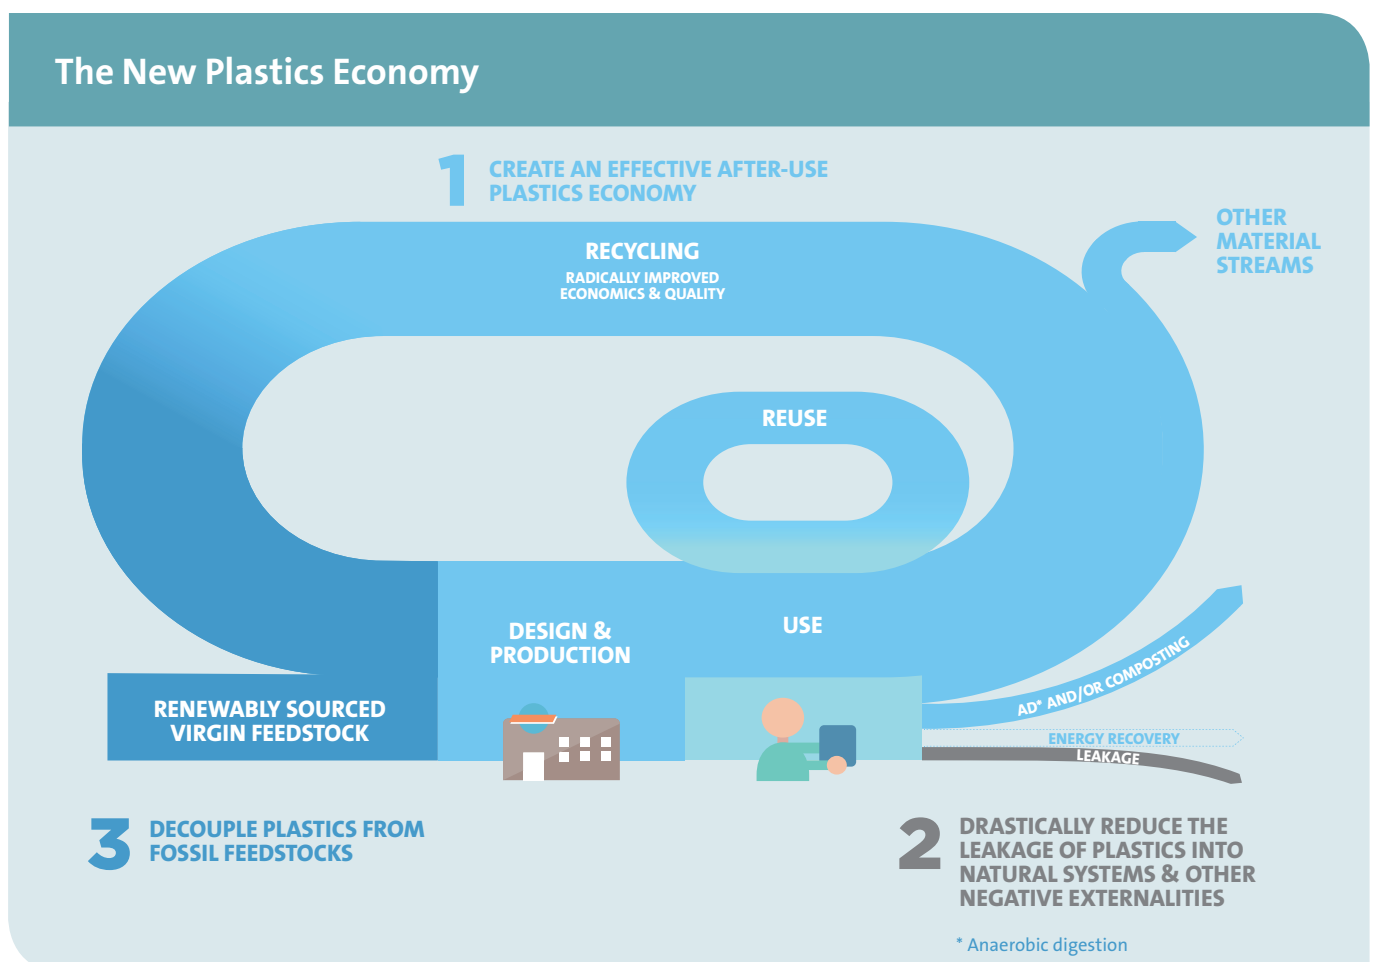 The New Plastics Economy
1
CREATE AN EFFECTIVE AFTER-USE
PLASTICS ECONOMY
OTHER
MATERIAL
STREAMS
RECYCLING
RADICALLY IMPROVED
ECONOMICS & QUALITY
REUSE
USE
DESIGN &
PRODUCTION
RENEWABLY SOURCED
VIRGIN FEEDSTOCK
AD* AND/OR COMPOSTING
ENERGY RECOVERY
LEAKAGE
3
DECOUPLE PLASTICS FROM
FOSSIL FEEDSTOCKS
2
DRASTICALLY REDUCE THE
LEAKAGE OF PLASTICS INTO
NATURAL SYSTEMS & OTHER
NEGATIVE EXTERNALITIES
* Anaerobic digestion